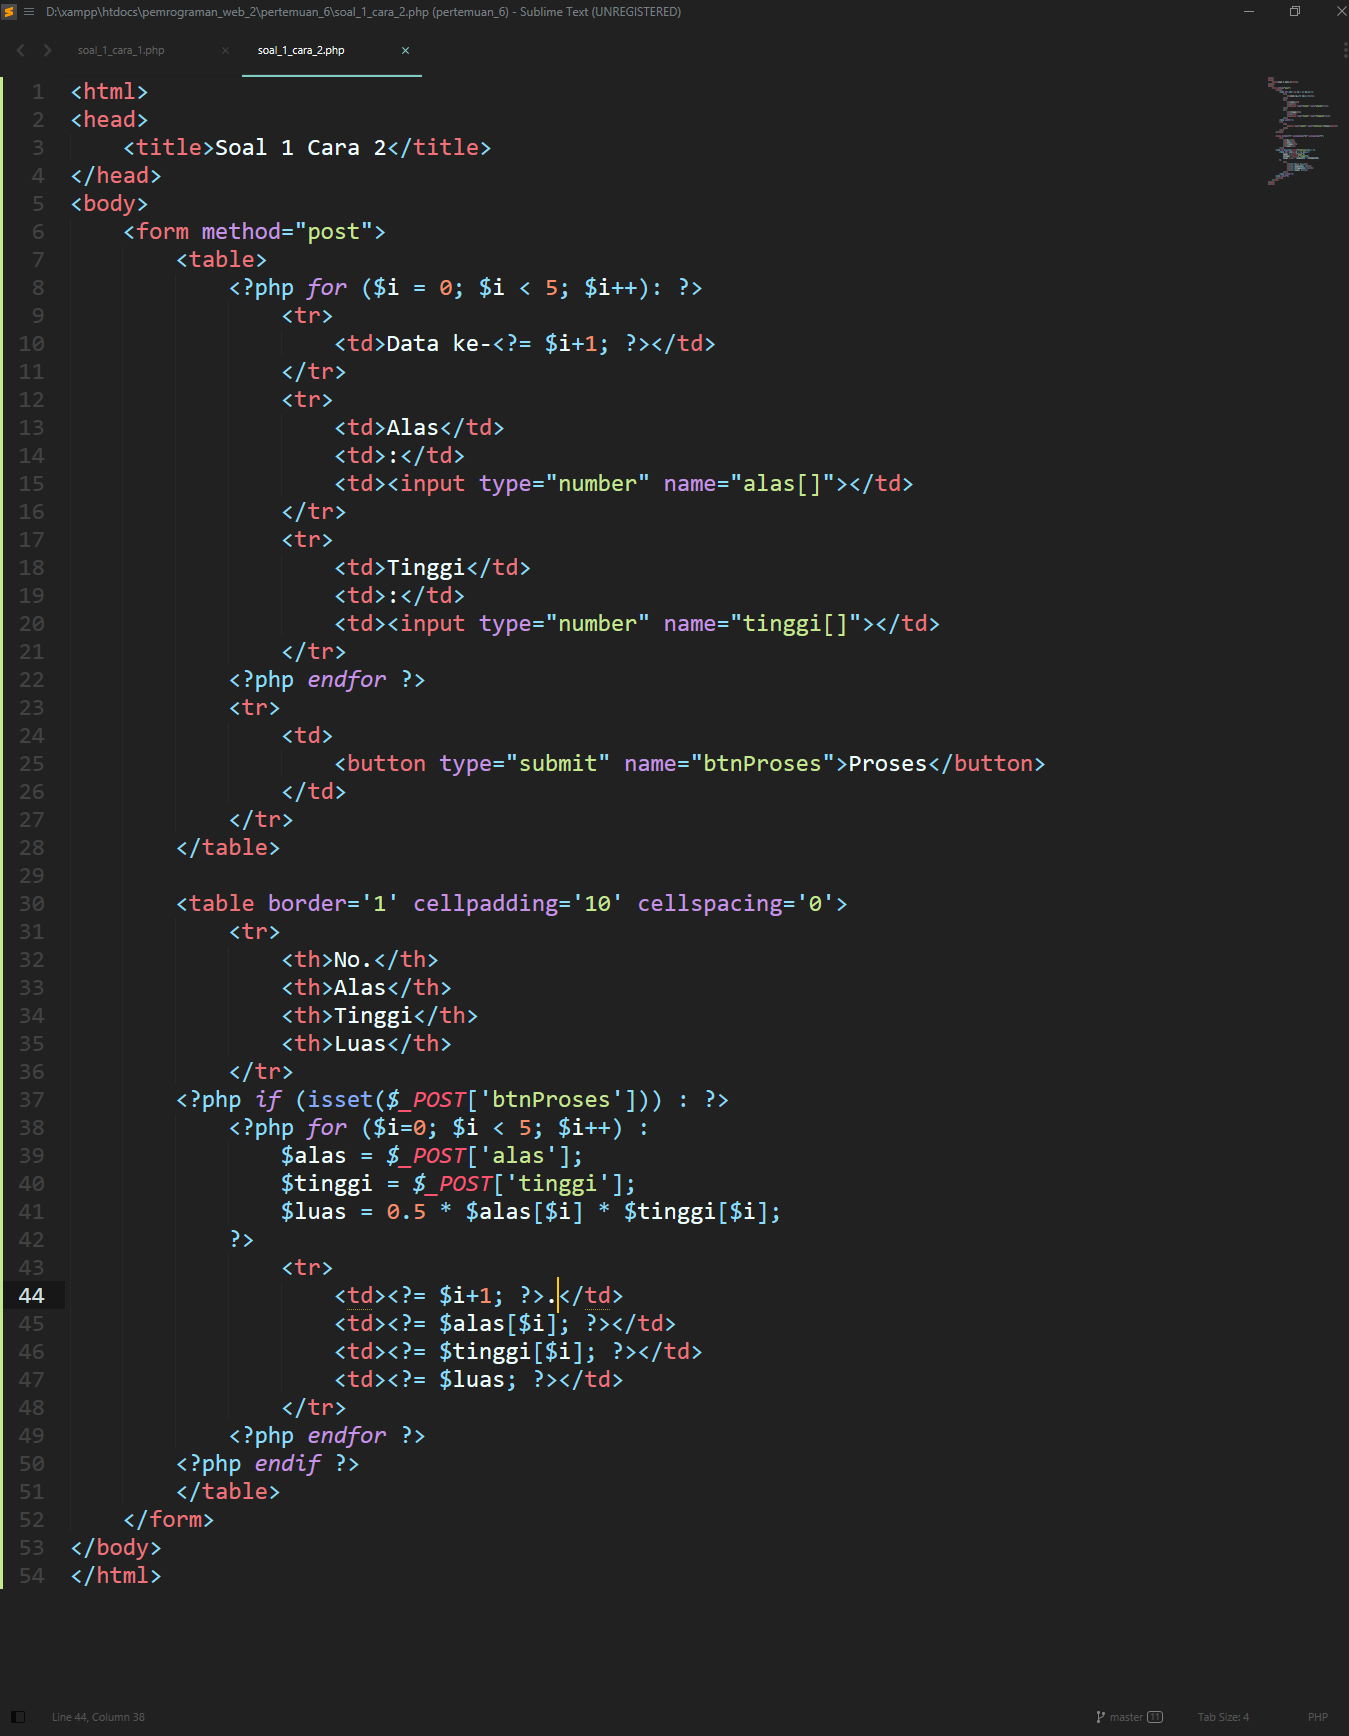 D:\xampp\htdocs\pemrograman_web_2\pertemuan_6\soal_1_cara_2.php (pertemuan_6) - Sublime Text (UNREGISTERED)
soal_1_cara_1.php
soal_1_cara_2.php
1 <html>
2 <head>
3     <title>Soal 1 Cara 2</title>
4 </head>
5 <body>
6     <form method="post">
7         <table>
8             <?php for ($i = 0; $i < 5; $i++): ?>
9                 <tr>
10                     <td>Data ke-<?= $i+1; ?></td>
11                 </tr>
12                 <tr>
13                     <td>Alas</td>
14                     <td>:</td>
15                     <td><input type="number" name="alas[]"></td>
16                 </tr>
17                 <tr>
18                     <td>Tinggi</td>
19                     <td>:</td>
20                     <td><input type="number" name="tinggi[]"></td>
21                 </tr>
22             <?php endfor ?>
23             <tr>
24                 <td>
25                     <button type="submit" name="btnProses">Proses</button>
26                 </td>
27             </tr>
28         </table>
29
30         <table border='1' cellpadding='10' cellspacing='0'>
31             <tr>
32                 <th>No.</th>
33                 <th>Alas</th>
34                 <th>Tinggi</th>
35                 <th>Luas</th>
36             </tr>
37         <?php if (isset($_POST['btnProses'])) : ?>
38             <?php for ($i=0; $i < 5; $i++) :
39                 $alas = $_POST['alas'];
40                 $tinggi = $_POST['tinggi'];
41                 $luas = 0.5 * $alas[$i] * $tinggi[$i];
42             ?>
43                 <tr>
44                     <td><?= $i+1; ?>.</td>
45                     <td><?= $alas[$i]; ?></td>
46                     <td><?= $tinggi[$i]; ?></td>
47                     <td><?= $luas; ?></td>
48                 </tr>
49             <?php endfor ?>
50         <?php endif ?>
51         </table>
52     </form>
53 </body>
54 </html>
Line 44, Column 38
master 11
Tab Size: 4
PHP